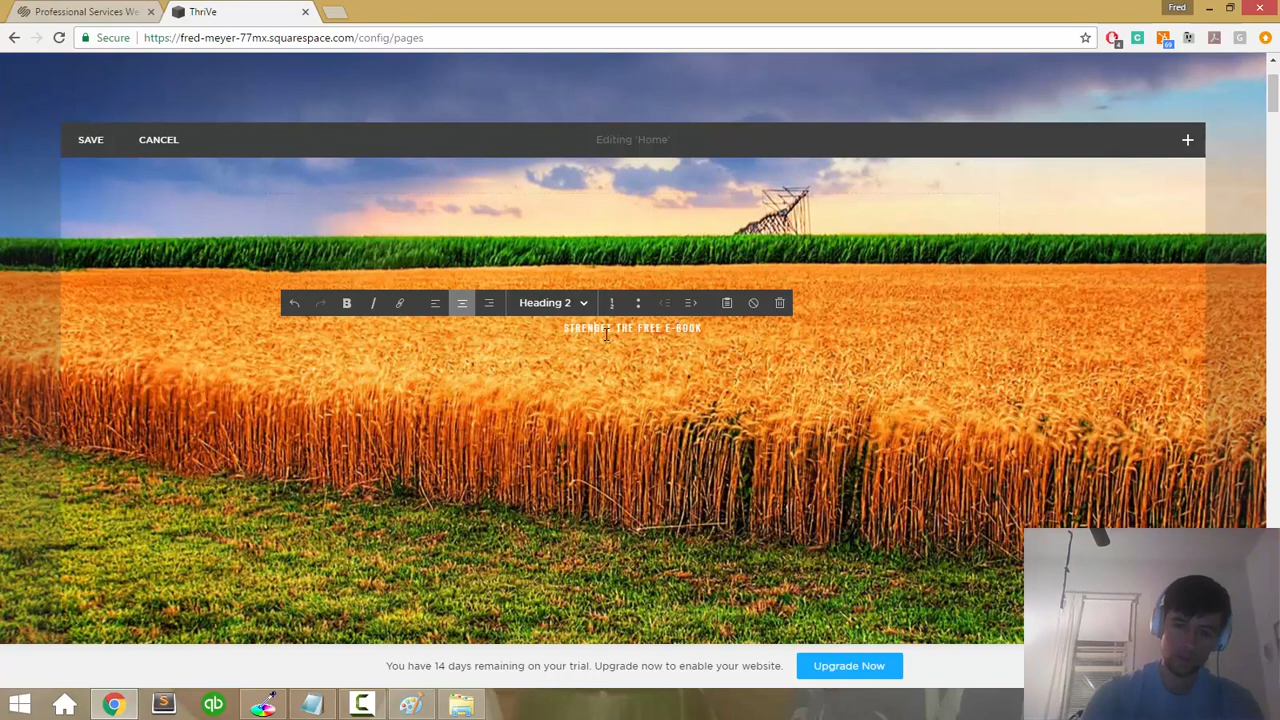 Professional Services We
ThriVe
Fred
Secure
https://fred-meyer-77mx.squarespace.com/config/pages
4
69
SAVE
CANCEL
Editing 'Home'
Heading 2
THE FREE E-BOOK
You have 14 days remaining on your trial. Upgrade now to enable your website.
Upgrade Now